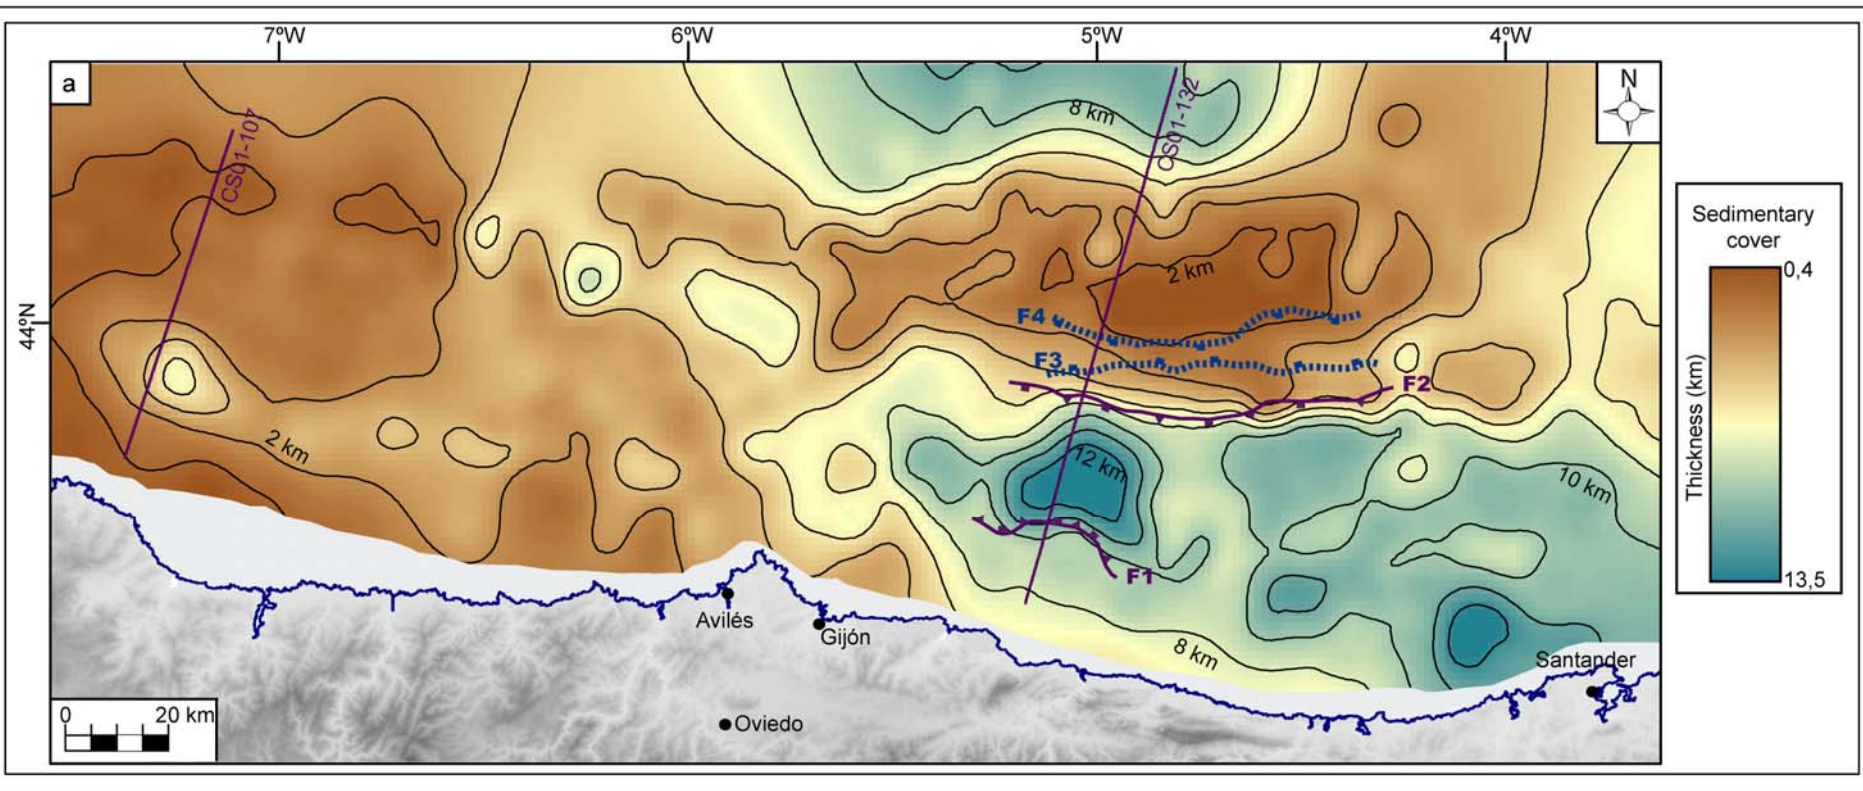 7ºW
6ºW
5ºW
4ºW
a
N
44ºN
CS01-107
CS01-132
8 km
2 km
F4
F3
F2
12 km
10 km
2 km
F1
8 km
Avilés
Gijón
Oviedo
Santander
0 20 km
Sedimentary
cover
0,4
Thickness (km)
13,5